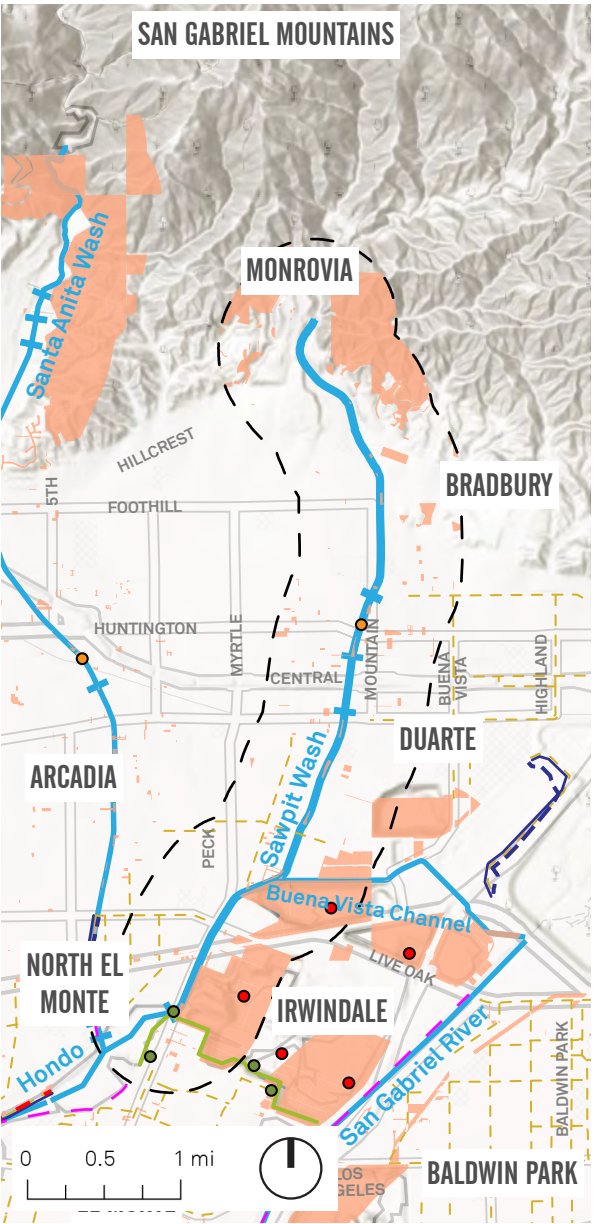 SAN GABRIEL MOUNTAINS
MONROVIA
Santa Anita Wash
HILLCREST
5TH
FOOTHILL
BRADBURY
HUNTINGTON
MYRTLE
MOUNTAIN
CENTRAL
BUENA
VISTA
HIGHLAND
DUARTE
ARCADIA
Sawpit Wash
PECK
Buena Vista Channel
LIVE OAK
NORTH EL
MONTE
IRWINDALE
Hondo
San Gabriel River
BALDWIN PARK
0 0.5 1 mi
LOS
GELES
BALDWIN PARK